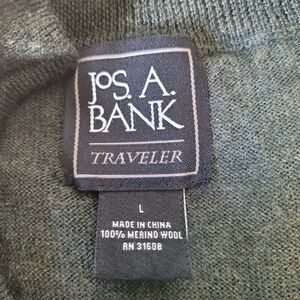 JOS. A.
BANK
TRAVELER
L
MADE IN CHINA
100% MERINO WOOL
RN 31608